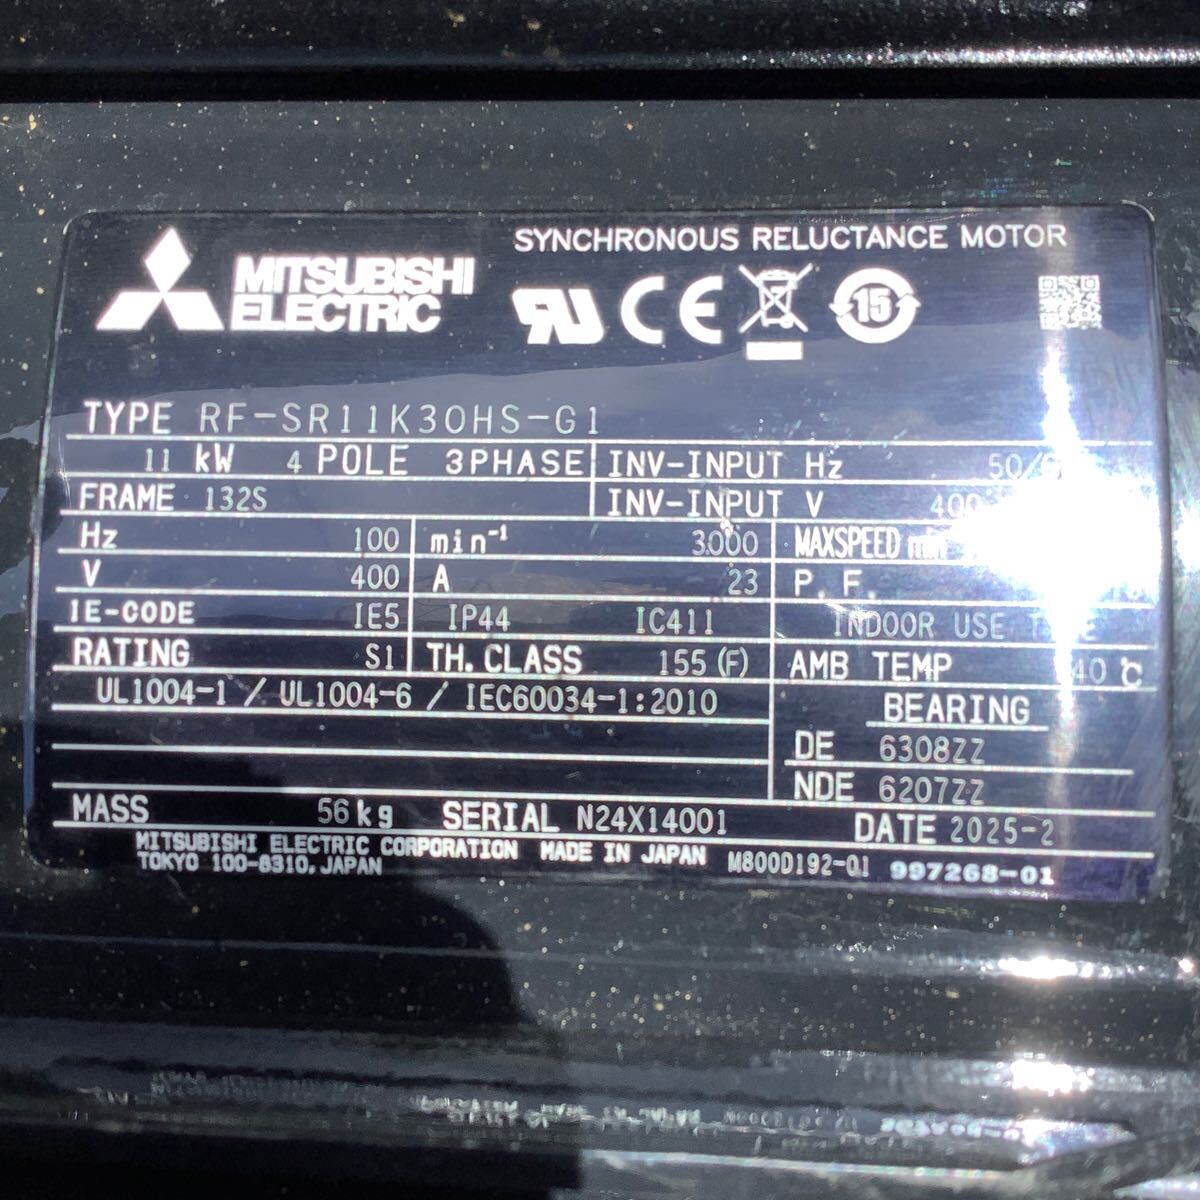 SYNCHRONOUS RELUCTANCE MOTOR
MITSUBISHI
ELECTRIC
CE
15
TYPE RF-SR11K30HS-G1
11 kW 4 POLE 3PHASE INV-INPUT Hz
FRAME 132S INV-INPUT V 400
Hz 100 min⁻¹ 3000 MAXSPEED
V 400 A 23 P. F.
IE-CODE IE5 IP44 IC411 INDOOR USE
RATING S1 TH. CLASS 155 (F) AMB TEMP 40 ℃
UL1004-1 / UL1004-6 / IEC60034-1:2010
BEARING
DE 6308ZZ
NDE 6207ZZ
MASS 56 kg SERIAL N24X14001 DATE 2025-2
MITSUBISHI ELECTRIC CORPORATION MADE IN JAPAN M800D192-01 997268-01
TOKYO 100-8310, JAPAN